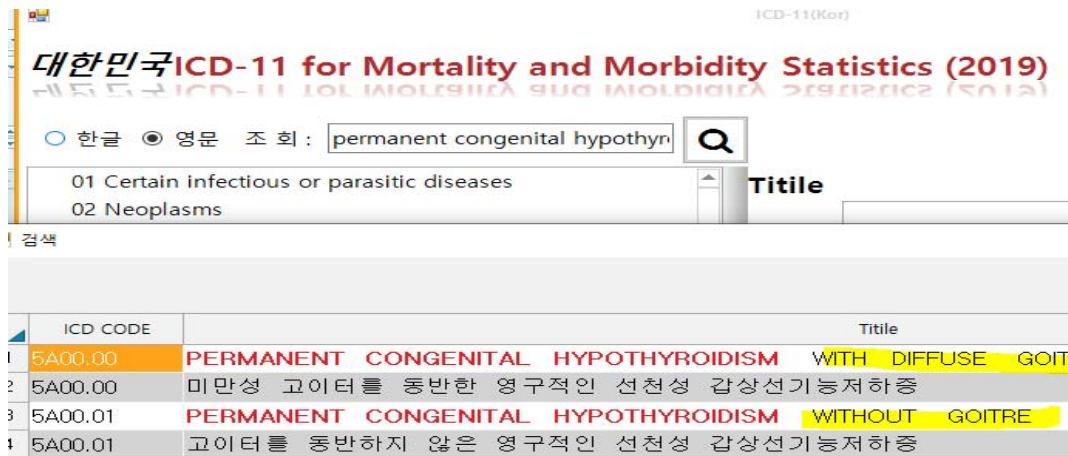 ICD-11(Kor)
대한민국ICD-11 for Mortality and Morbidity Statistics (2019)
한글 영문 조 회 : permanent congenital hypothyr
01 Certain infectious or parasitic diseases
02 Neoplasms
Titile
검색
ICD CODE Titile
1 5A00.00 PERMANENT CONGENITAL HYPOTHYROIDISM WITH DIFFUSE GOIT
2 5A00.00 미만성 고이터를 동반한 영구적인 선천성 갑상선기능저하증
3 5A00.01 PERMANENT CONGENITAL HYPOTHYROIDISM WITHOUT GOITRE
4 5A00.01 고이터를 동반하지 않은 영구적인 선천성 갑상선기능저하증